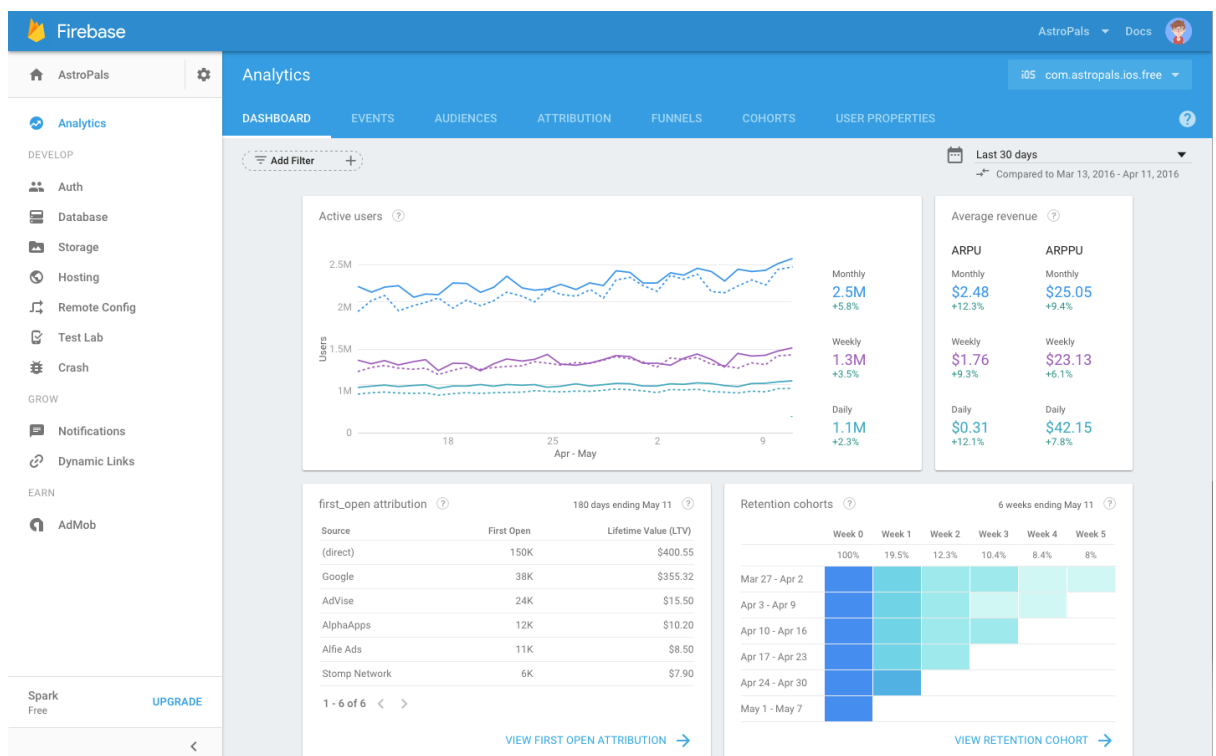 Firebase
AstroPals
Docs
AstroPals
Analytics
iOS com.astropals.ios.free
DASHBOARD EVENTS AUDIENCES ATTRIBUTION FUNNELS COHORTS USER PROPERTIES
?
Analytics
DEVELOP
Auth
Database
Storage
Hosting
Remote Config
Test Lab
Crash
GROW
Notifications
Dynamic Links
EARN
AdMob
Spark
Free
UPGRADE
Add Filter +
Last 30 days
Compared to Mar 13, 2016 - Apr 11, 2016
Active users ?
Users
2.5M
2M
1.5M
1M
0
18 25 2 9
Apr - May
Monthly
2.5M
+5.8%
Weekly
1.3M
+3.5%
Daily
1.1M
+2.3%
Average revenue ?
ARPU ARPPU
Monthly Monthly
$2.48 $25.05
+12.3% +9.4%
Weekly Weekly
$1.76 $23.13
+9.3% +6.1%
Daily Daily
$0.31 $42.15
+12.1% +7.8%
first_open attribution ? 180 days ending May 11 ?
Source First Open Lifetime Value (LTV)
(direct) 150K $400.55
Google 38K $355.32
AdVise 24K $15.50
AlphaApps 12K $10.20
Alfie Ads 11K $8.50
Stomp Network 6K $7.90
1 - 6 of 6 < >
VIEW FIRST OPEN ATTRIBUTION
Retention cohorts ? 6 weeks ending May 11 ?
Week 0 Week 1 Week 2 Week 3 Week 4 Week 5
100% 19.5% 12.3% 10.4% 8.4% 8%
Mar 27 - Apr 2
Apr 3 - Apr 9
Apr 10 - Apr 16
Apr 17 - Apr 23
Apr 24 - Apr 30
May 1 - May 7
VIEW RETENTION COHORT